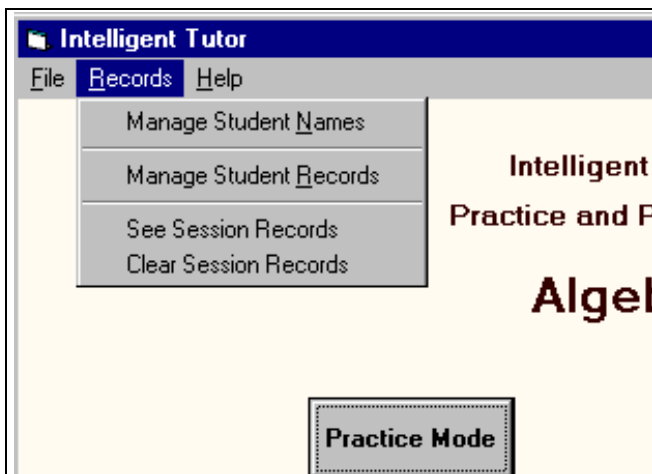 Intelligent Tutor
File Records Help
Manage Student Names
Manage Student Records
See Session Records
Clear Session Records
Intelligent
Practice and P
Algeb
Practice Mode